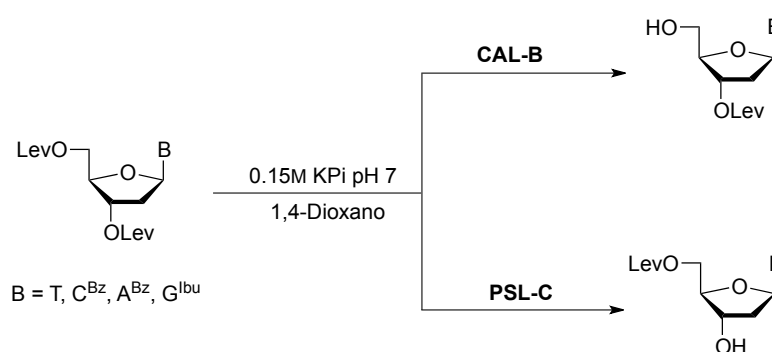 HO
O
OLev
CAL-B
LevO
B
O
OLev
0.15M KPi pH 7
1,4-Dioxano
B = T, C^Bz, A^Bz, G^Ibu
LevO
O
OH
PSL-C